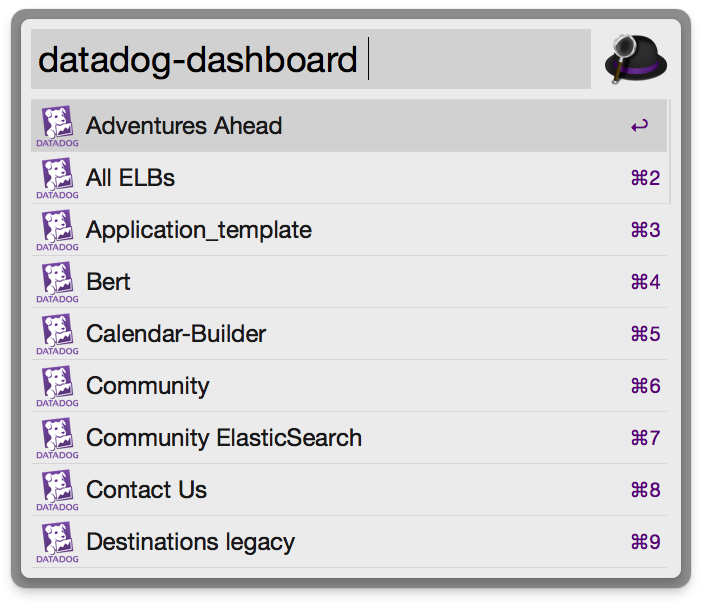 datadog-dashboard
DATADOG Adventures Ahead ↩
DATADOG All ELBs ⌘2
DATADOG Application_template ⌘3
DATADOG Bert ⌘4
DATADOG Calendar-Builder ⌘5
DATADOG Community ⌘6
DATADOG Community ElasticSearch ⌘7
DATADOG Contact Us ⌘8
DATADOG Destinations legacy ⌘9